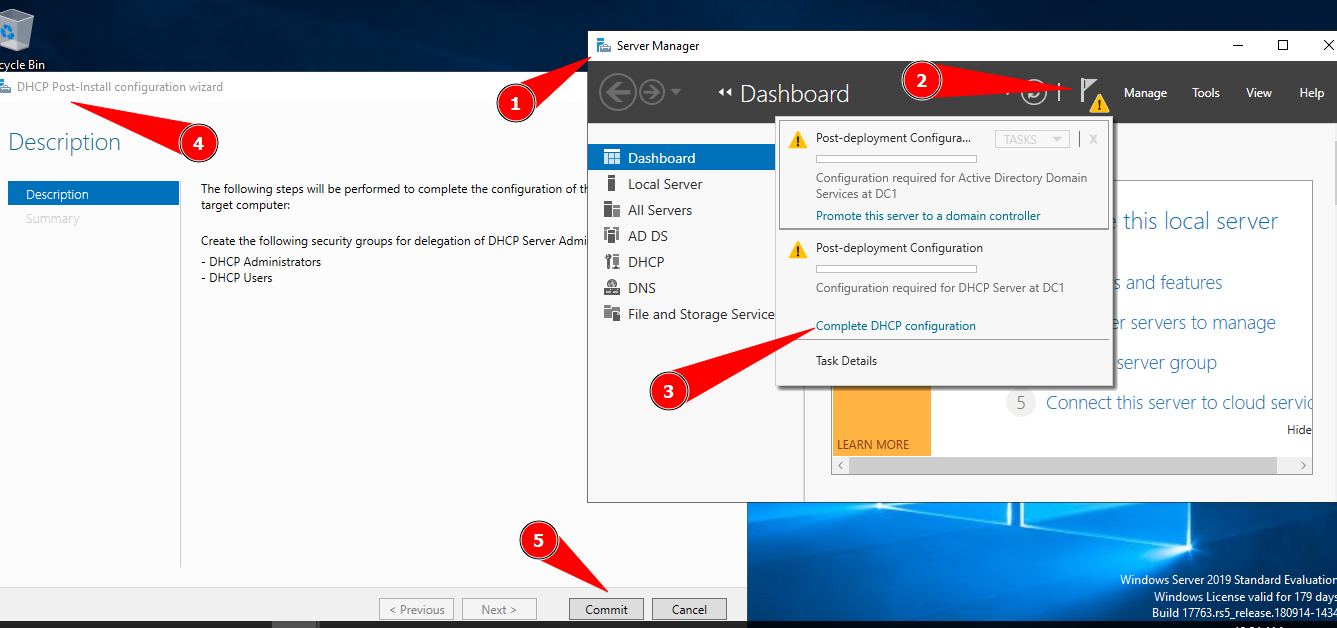 cycle Bin
DHCP Post-Install configuration wizard
4
Description
Description
Summary
The following steps will be performed to complete the configuration of th
target computer:
Create the following security groups for delegation of DHCP Server Admi
- DHCP Administrators
- DHCP Users
5
< Previous
Next >
Commit
Cancel
Server Manager
1
2
Dashboard
Manage
Tools
View
Help
Dashboard
Local Server
All Servers
AD DS
DHCP
DNS
File and Storage Service
3
Post-deployment Configura...
TASKS
X
Configuration required for Active Directory Domain
Services at DC1
Promote this server to a domain controller
Post-deployment Configuration
Configuration required for DHCP Server at DC1
Complete DHCP configuration
Task Details
e this local server
s and features
er servers to manage
server group
5 Connect this server to cloud servic
Hide
LEARN MORE
Windows Server 2019 Standard Evaluation
Windows License valid for 179 days
Build 17763.rs5_release.180914-1434